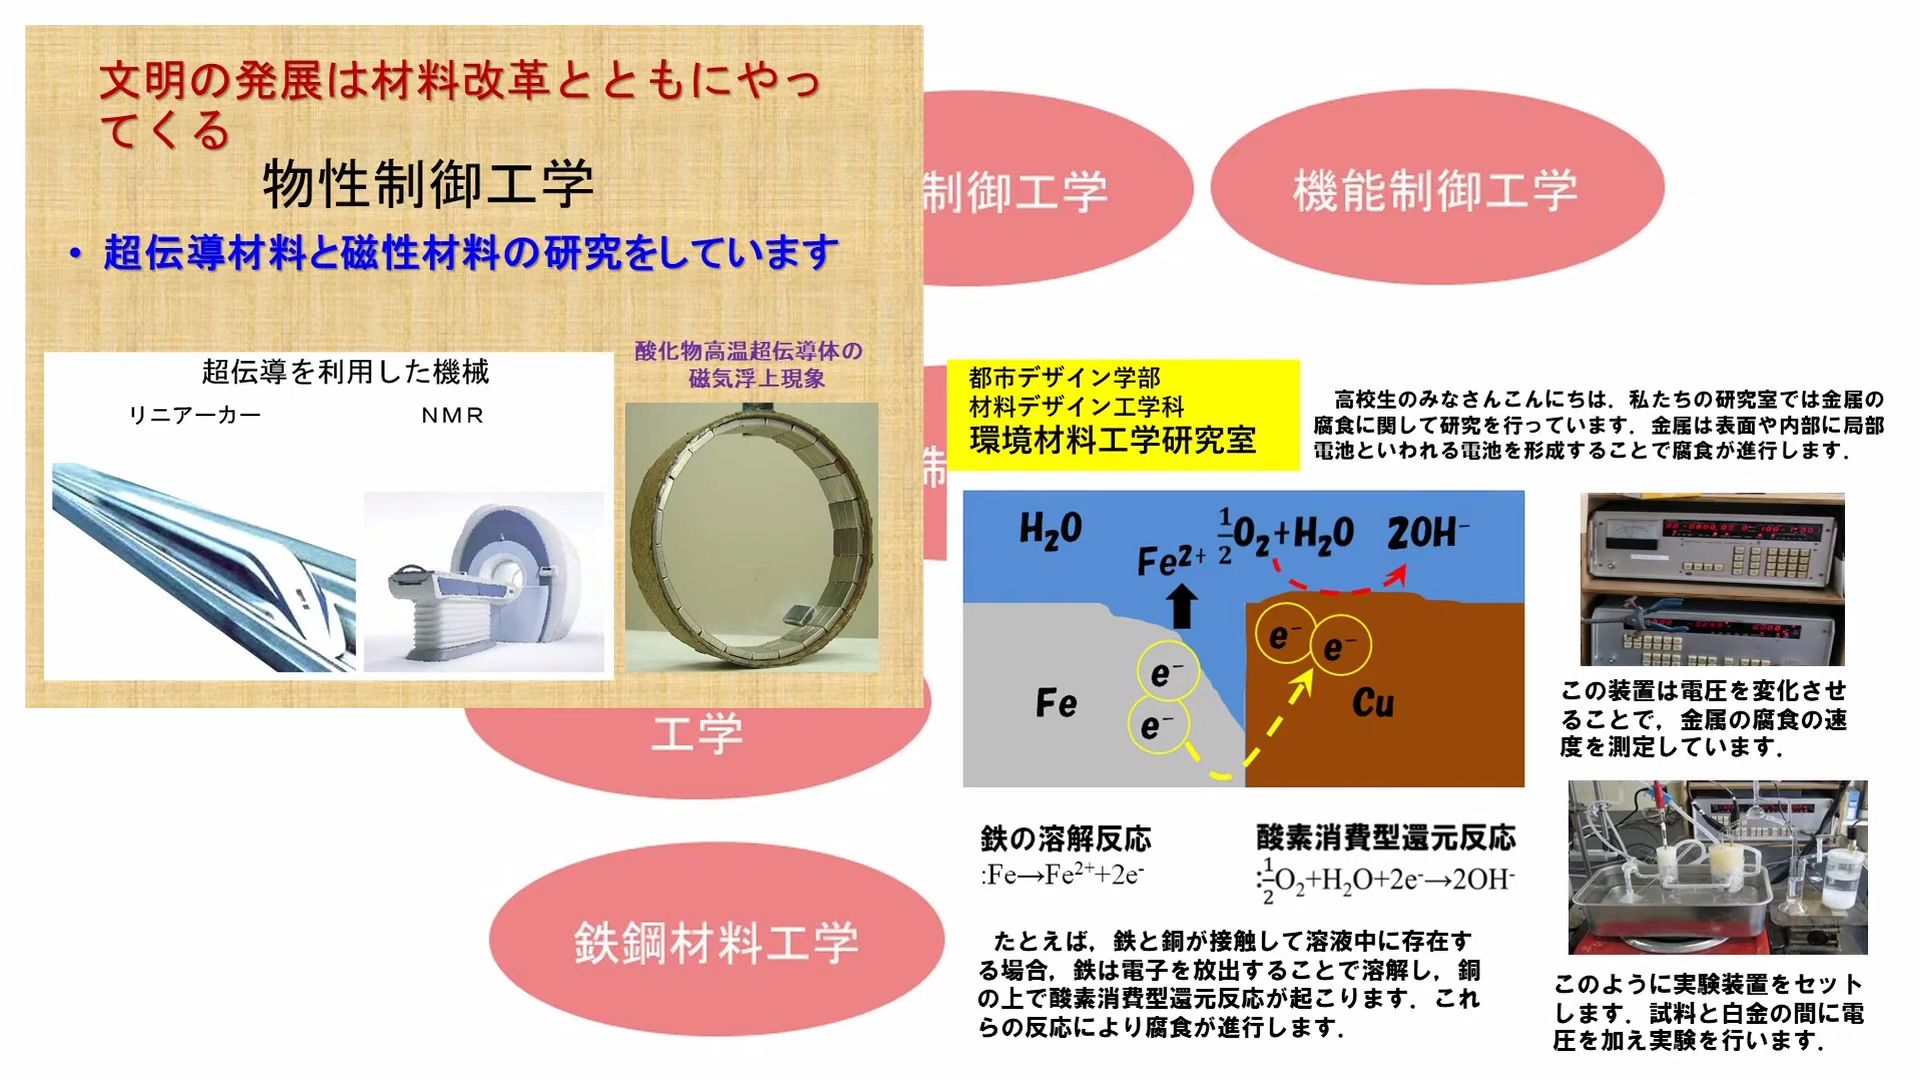 文明の発展は材料改革とともにやっ
てくる
物性制御工学
• 超伝導材料と磁性材料の研究をしています
超伝導を利用した機械
リニアーカー
NMR
酸化物高温超伝導体の
磁気浮上現象
制御工学
機能制御工学
工学
鉄鋼材料工学
都市デザイン学部
材料デザイン工学科
環境材料工学研究室
高校生のみなさんこんにちは．私たちの研究室では金属の
腐食に関して研究を行っています．金属は表面や内部に局部
電池といわれる電池を形成することで腐食が進行します．
H₂O
Fe²⁺
½O₂+H₂O
2OH⁻
e⁻
e⁻
e⁻
e⁻
Fe
Cu
鉄の溶解反応
:Fe→Fe²⁺+2e⁻
酸素消費型還元反応
:½O₂+H₂O+2e⁻→2OH⁻
たとえば，鉄と銅が接触して溶液中に存在す
る場合，鉄は電子を放出することで溶解し，銅
の上で酸素消費型還元反応が起こります．これ
らの反応により腐食が進行します．
この装置は電圧を変化させ
ることで，金属の腐食の速
度を測定しています．
このように実験装置をセット
します．試料と白金の間に電
圧を加え実験を行います．